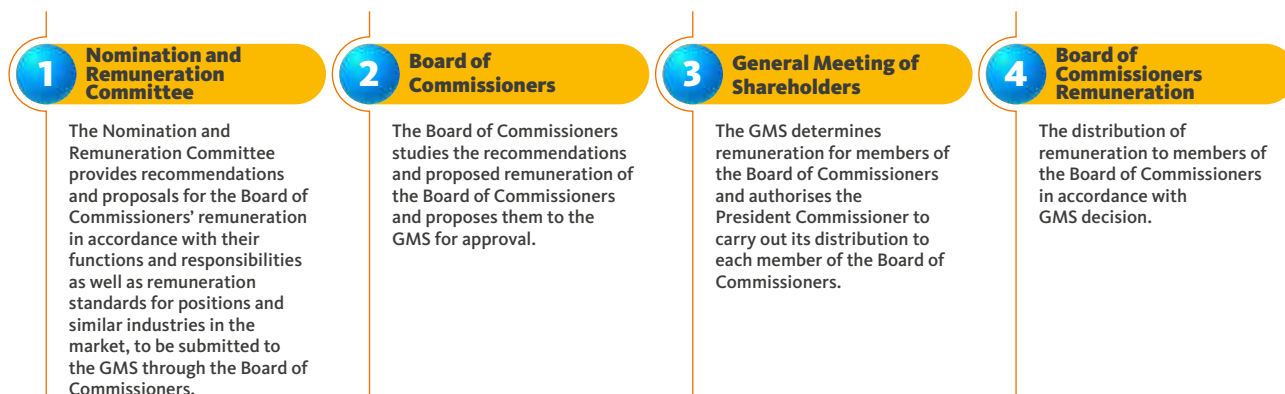 1
Nomination and
Remuneration
Committee
The Nomination and
Remuneration Committee
provides recommendations
and proposals for the Board of
Commissioners' remuneration
in accordance with their
functions and responsibilities
as well as remuneration
standards for positions and
similar industries in the
market, to be submitted to
the GMS through the Board of
Commissioners.
2
Board of
Commissioners
The Board of Commissioners
studies the recommendations
and proposed remuneration of
the Board of Commissioners
and proposes them to the
GMS for approval.
3
General Meeting of
Shareholders
The GMS determines
remuneration for members of
the Board of Commissioners
and authorises the
President Commissioner to
carry out its distribution to
each member of the Board of
Commissioners.
4
Board of
Commissioners
Remuneration
The distribution of
remuneration to members of
the Board of Commissioners
in accordance with
GMS decision.